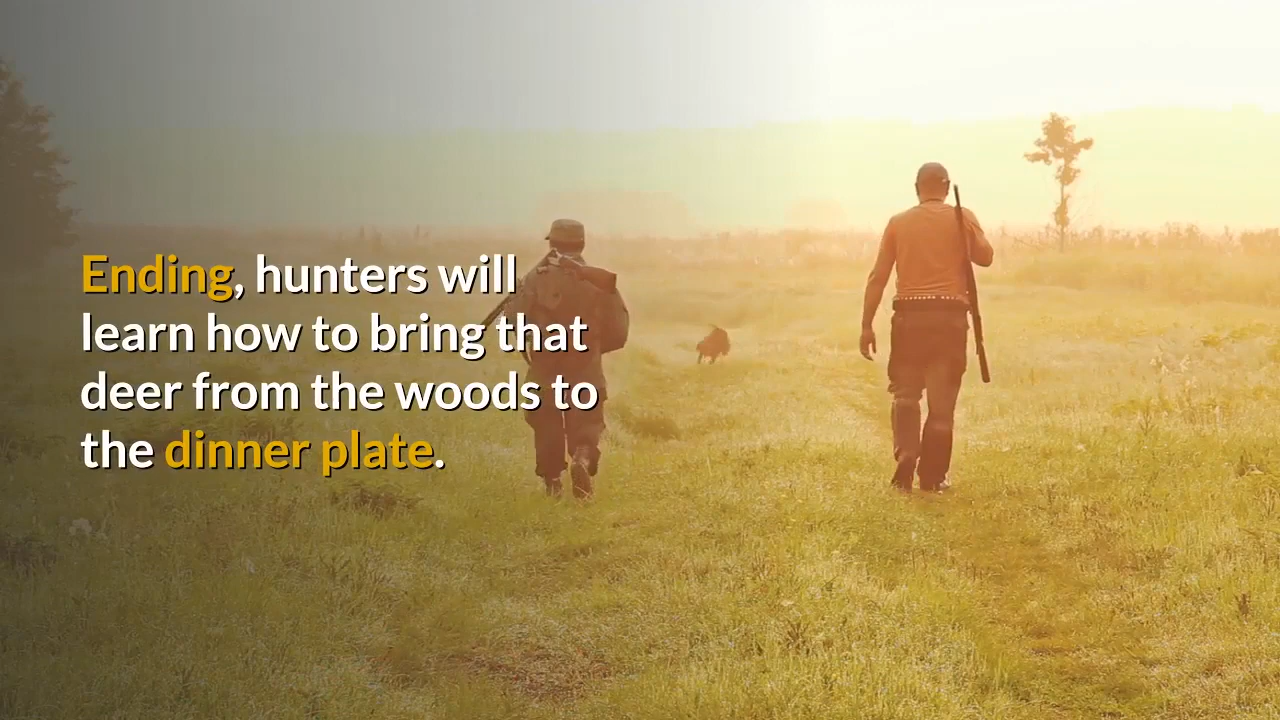 Ending, hunters will
learn how to bring that
deer from the woods to
the dinner plate.